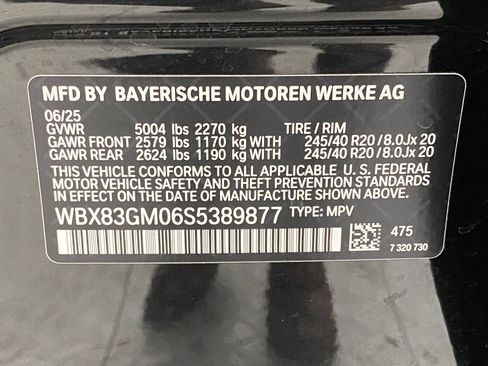 MFD BY BAYERISCHE MOTOREN WERKE AG
06/25
GVWR 5004 lbs 2270 kg TIRE / RIM
GAWR FRONT 2579 lbs 1170 kg WITH 245/40 R20 / 8.0Jx 20
GAWR REAR 2624 lbs 1190 kg WITH 245/40 R20 / 8.0Jx 20
THIS VEHICLE CONFORMS TO ALL APPLICABLE U. S. FEDERAL
MOTOR VEHICLE SAFETY AND THEFT PREVENTION STANDARDS
IN EFFECT ON THE DATE OF MANUFACTURE SHOWN ABOVE.
WBX83GM06S5389877 TYPE: MPV
475
7 320 730